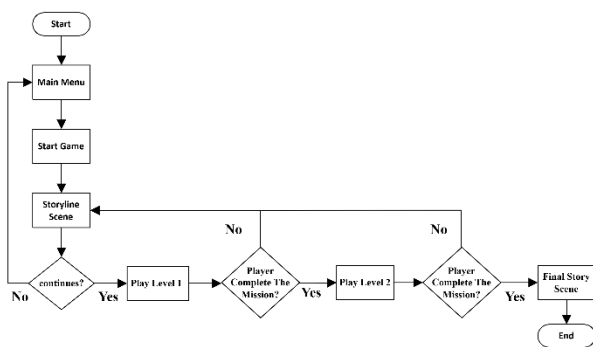 Start
Main Menu
Start Game
Storyline
Scene
No
No
continues?
Play Level 1
Player
Complete The
Mission?
Play Level 2
Player
Complete The
Mission?
Final Story
Scene
No
Yes
Yes
Yes
End